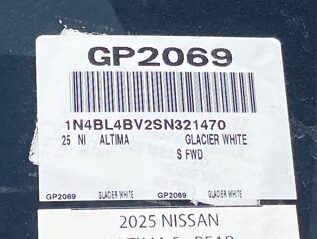 GP2069
1N4BL4BV2SN321470
25 NI ALTIMA GLACIER WHITE
S FWD
GP2069 GLACIER WHITE GP2069 GLACIER WHITE
2025 NISSAN